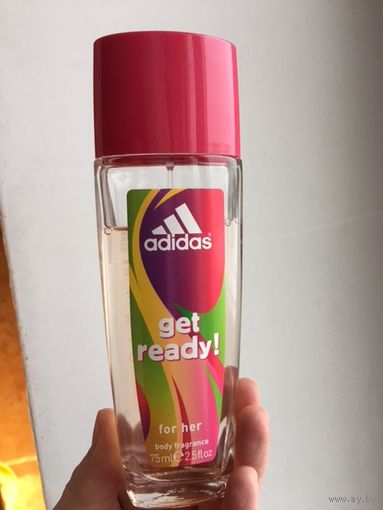 adidas
get
ready!
for her
body fragrance
75ml℮2.5fl.oz
www.ay.by